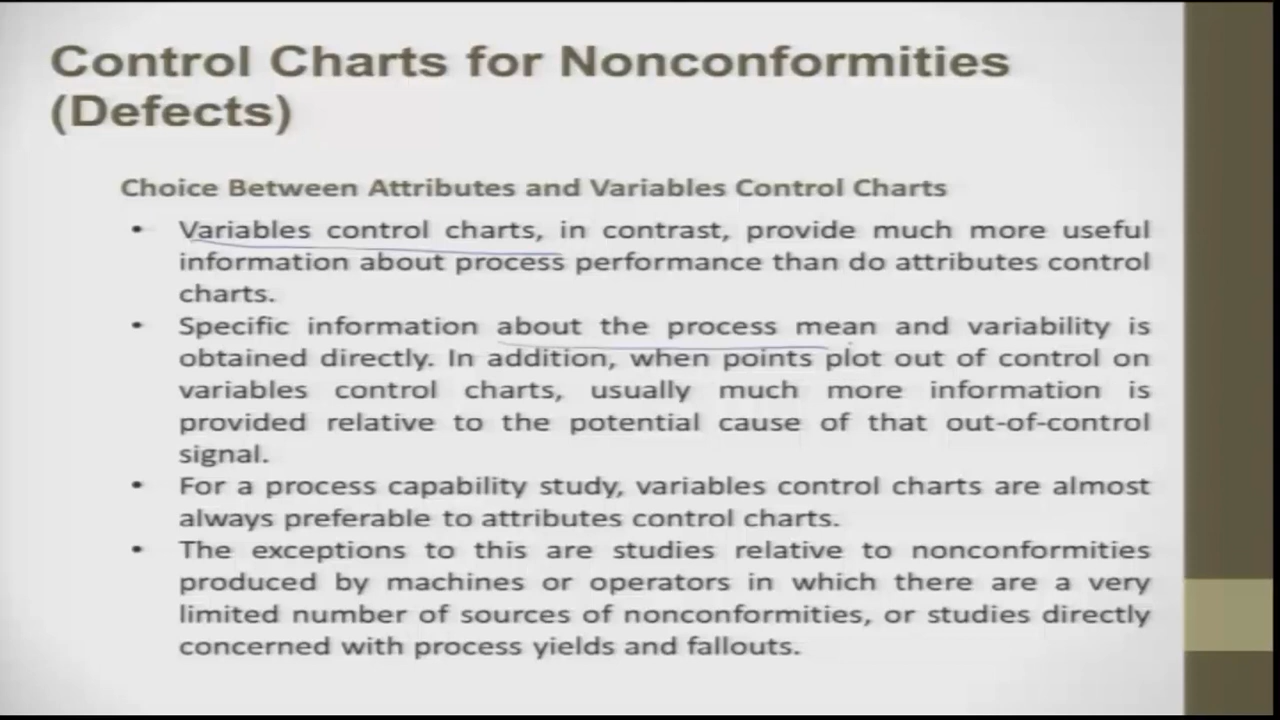 Control Charts for Nonconformities
(Defects)
Choice Between Attributes and Variables Control Charts
• Variables control charts, in contrast, provide much more useful
information about process performance than do attributes control
charts.
• Specific information about the process mean and variability is
obtained directly. In addition, when points plot out of control on
variables control charts, usually much more information is
provided relative to the potential cause of that out-of-control
signal.
• For a process capability study, variables control charts are almost
always preferable to attributes control charts.
• The exceptions to this are studies relative to nonconformities
produced by machines or operators in which there are a very
limited number of sources of nonconformities, or studies directly
concerned with process yields and fallouts.